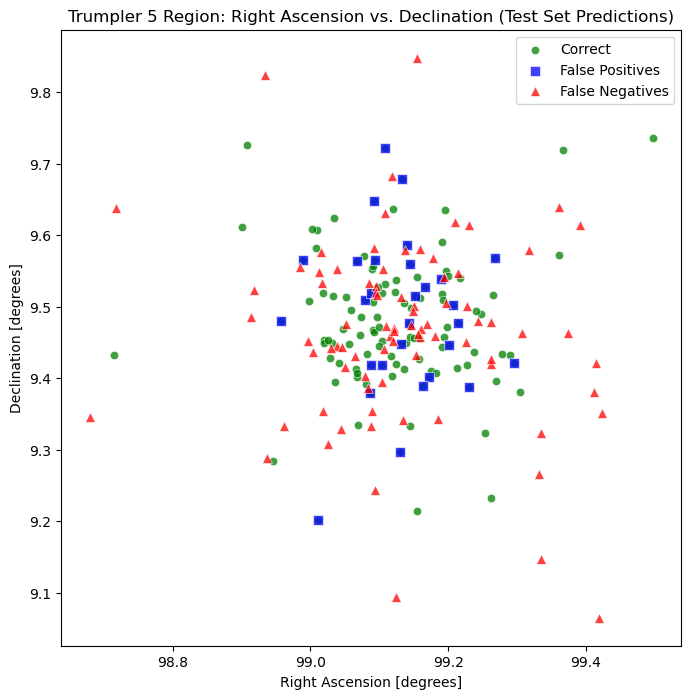 Trumpler 5 Region: Right Ascension vs. Declination (Test Set Predictions)
Correct
False Positives
False Negatives
9.8
9.7
9.6
9.5
9.4
9.3
9.2
9.1
Declination [degrees]
98.8 99.0 99.2 99.4
Right Ascension [degrees]